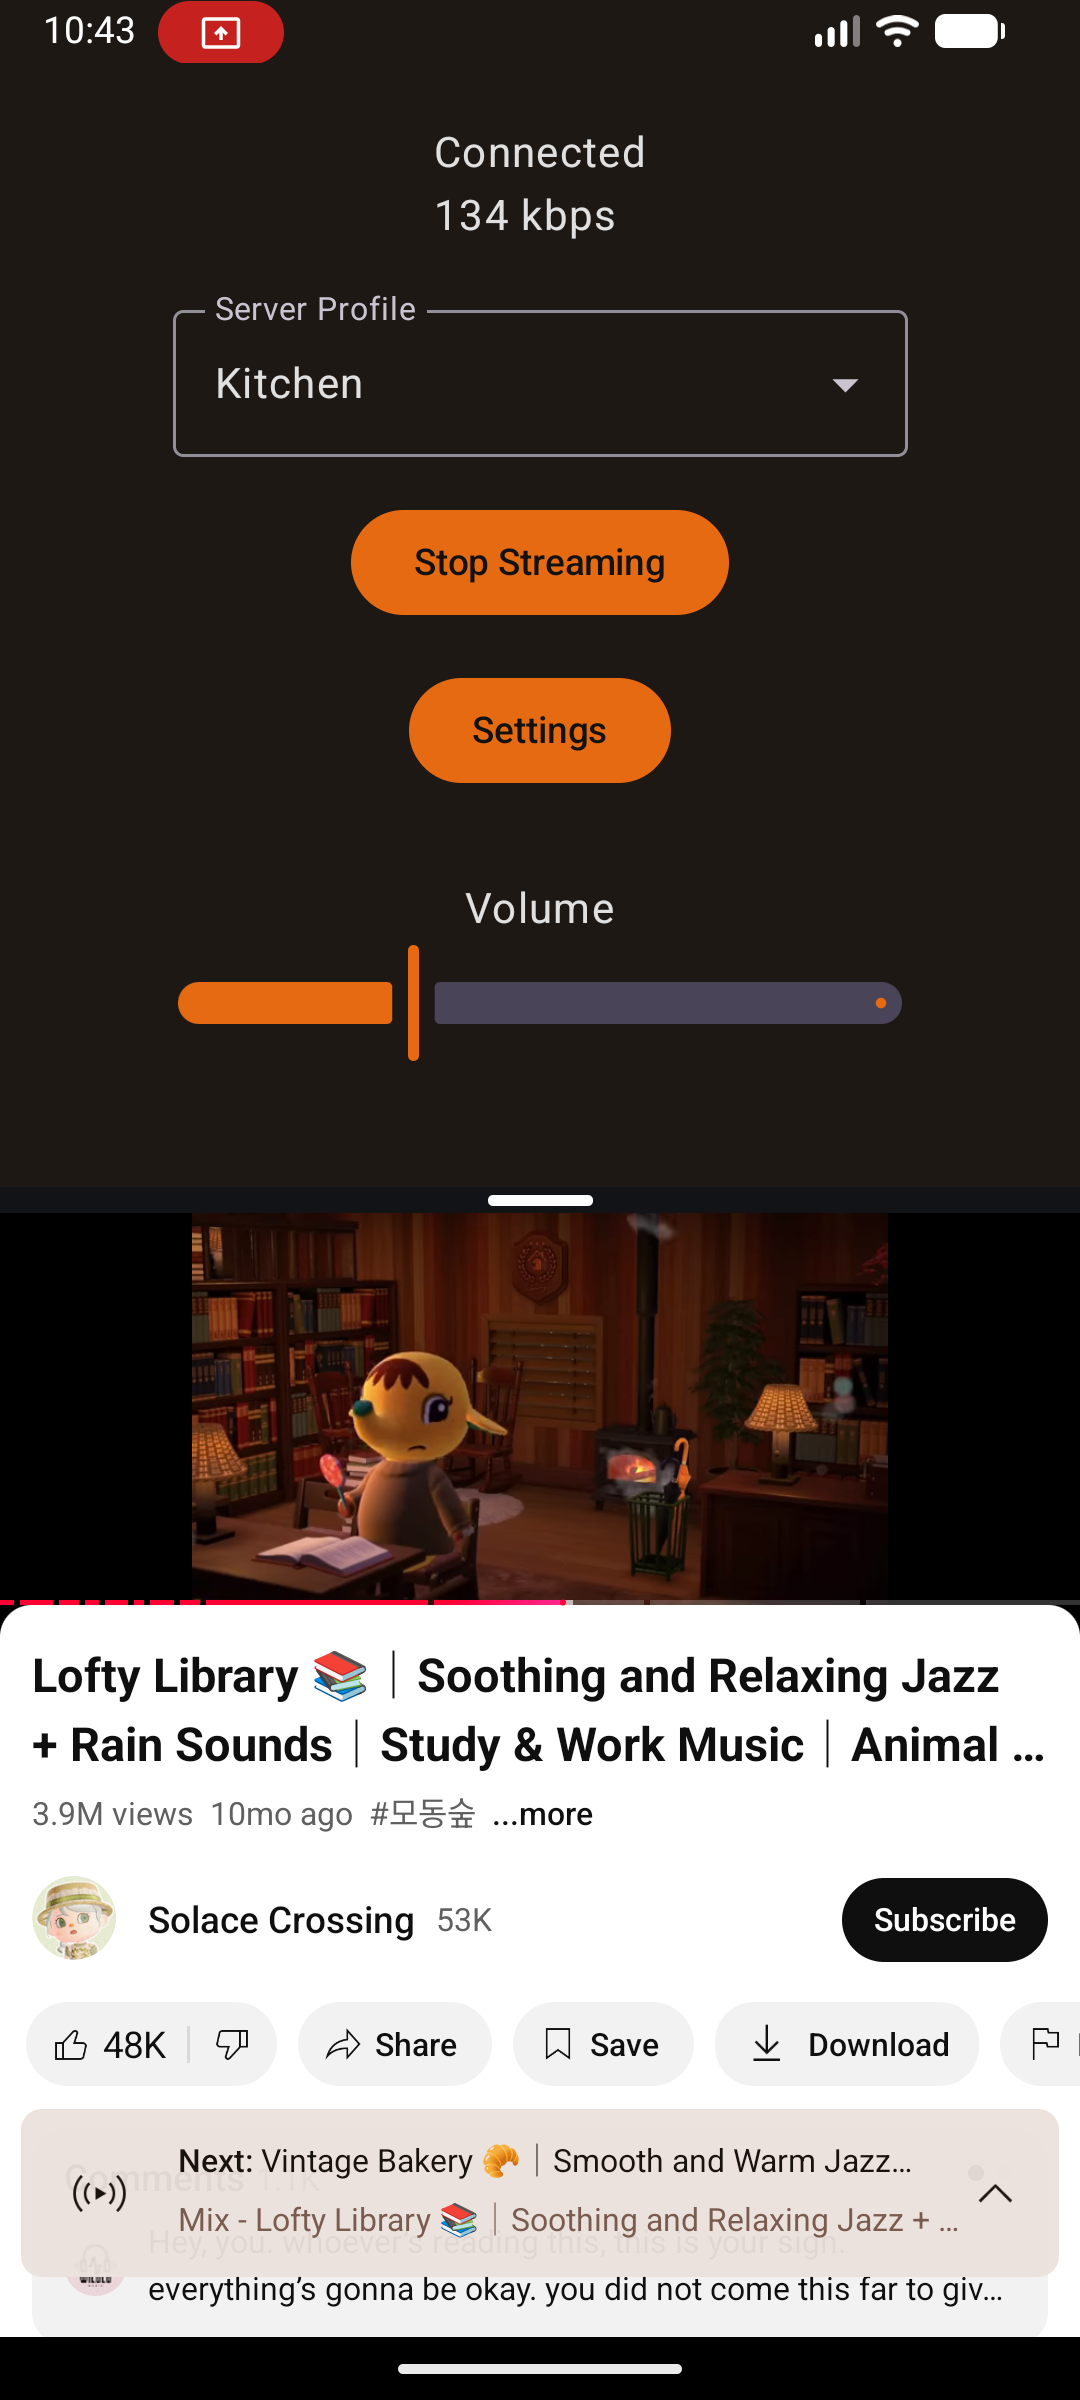 10:43
Connected
134 kbps
Server Profile
Kitchen
Stop Streaming
Settings
Volume
Lofty Library 📚｜Soothing and Relaxing Jazz
+ Rain Sounds｜Study & Work Music｜Animal ...
3.9M views 10mo ago #모동숲 ...more
Solace Crossing 53K
Subscribe
48K
Share
Save
Download
Next: Vintage Bakery 🥐｜Smooth and Warm Jazz...
Mix - Lofty Library 📚｜Soothing and Relaxing Jazz + ...
Comments 1.1K
Hey, you. whoever's reading this, this is your sign.
everything's gonna be okay. you did not come this far to giv...